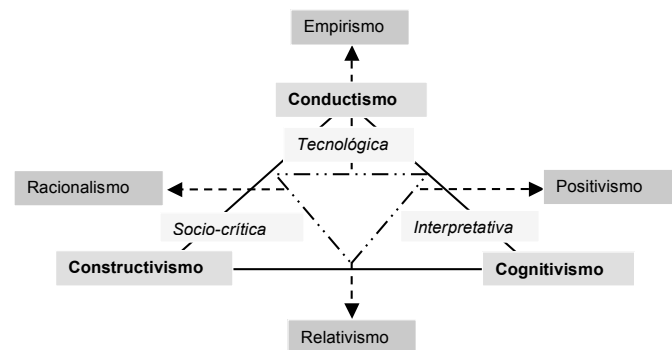 Empirismo
Conductismo
Tecnológica
Racionalismo
Positivismo
Socio-crítica
Interpretativa
Constructivismo
Cognitivismo
Relativismo